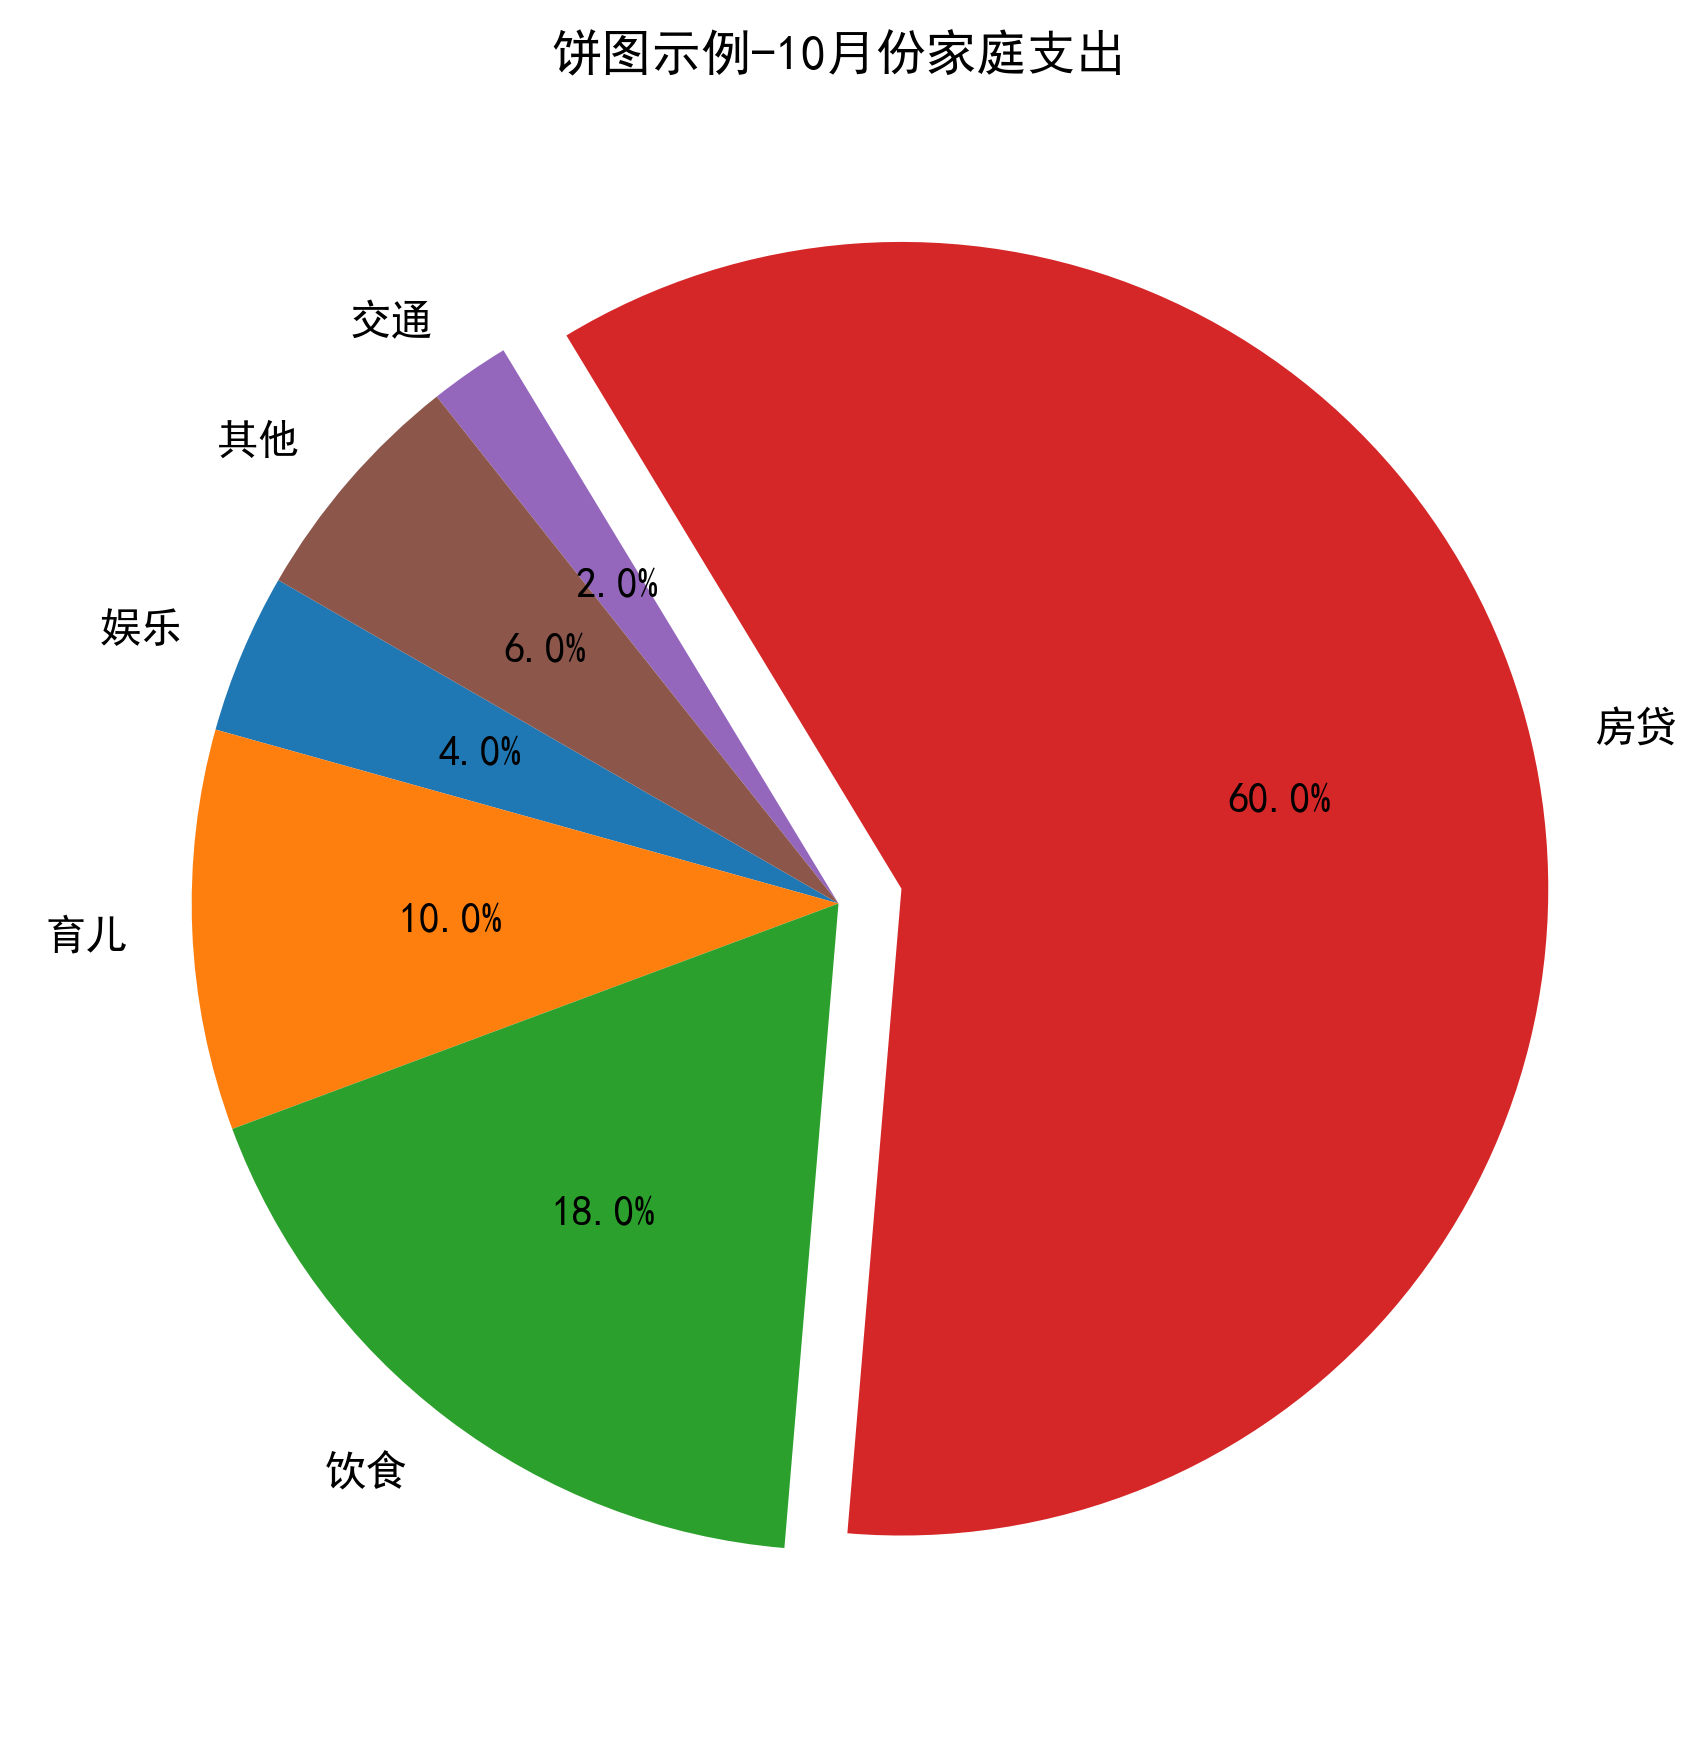 饼图示例-10月份家庭支出
交通
其他
2.0%
6.0%
娱乐
房贷
4.0%
60.0%
10.0%
育儿
18.0%
饮食